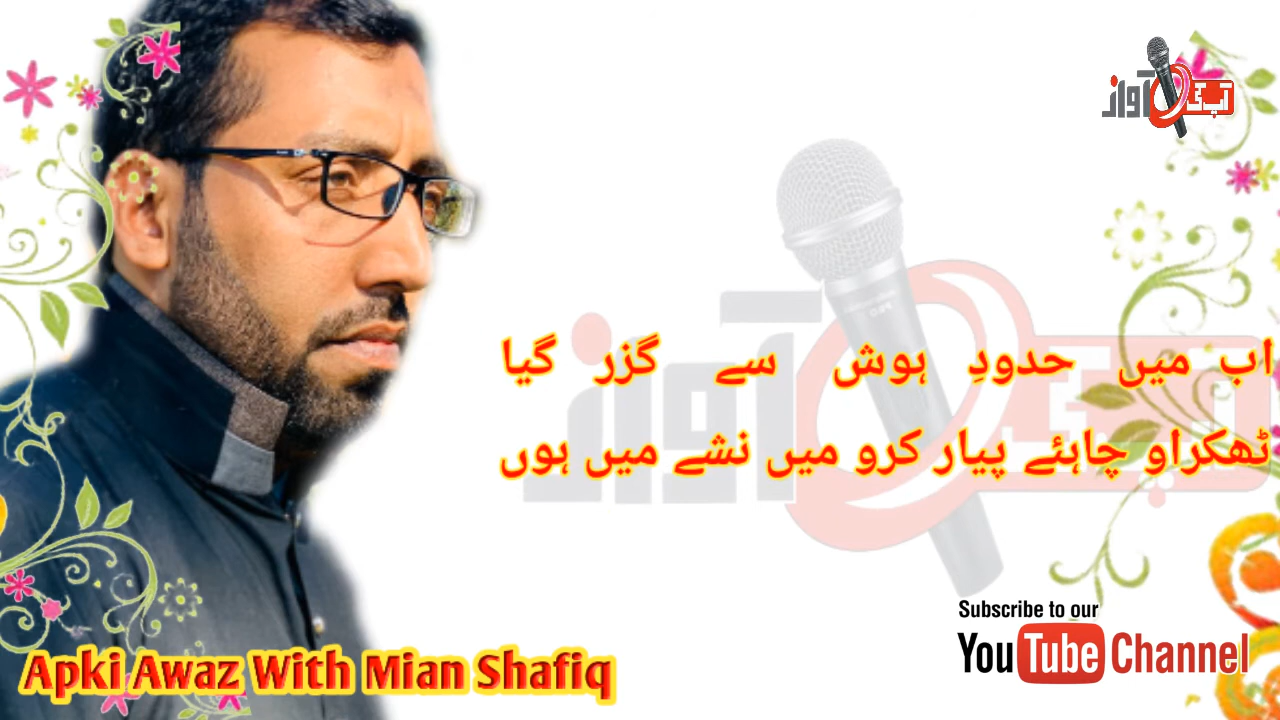 آپ کی آواز
اب میں حدودِ ہوش سے گزر گیا
ٹھکراو چاہئے پیار کرو میں نشے میں ہوں
Subscribe to our
YouTube Channel
Apki Awaz With Mian Shafiq